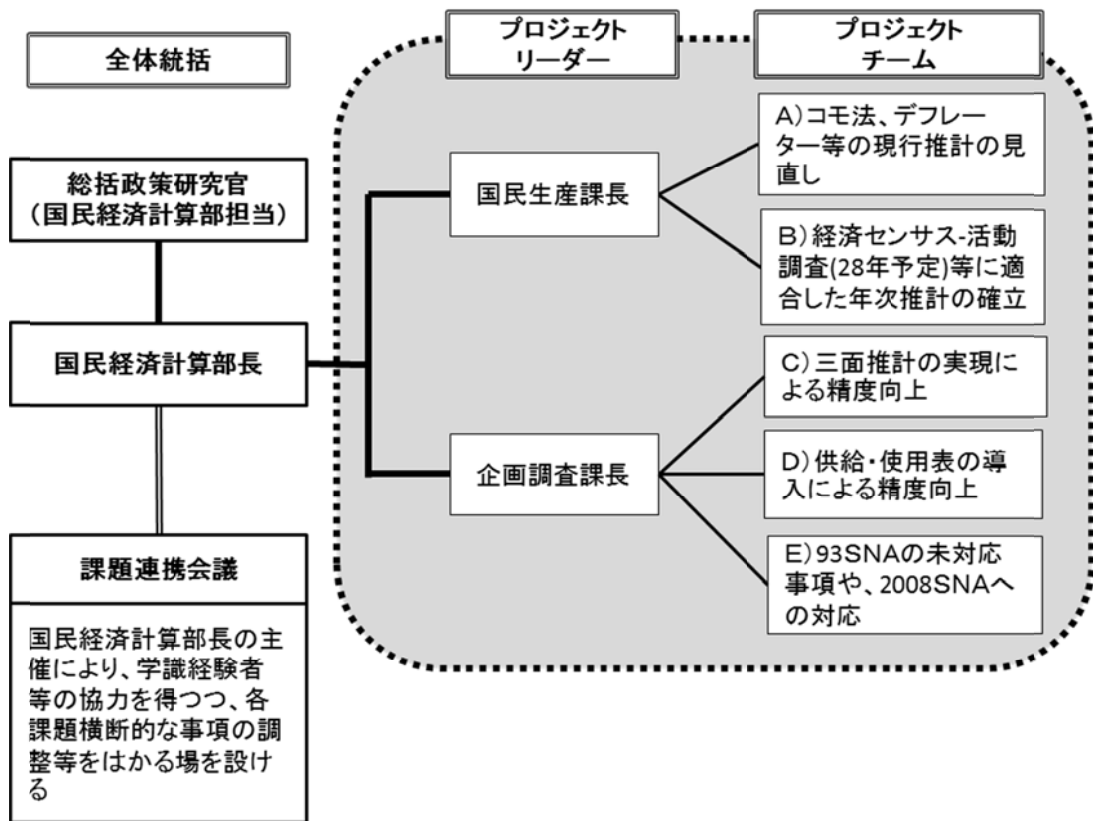 全体統括
総括政策研究官
（国民経済計算部担当）
国民経済計算部長
課題連携会議
国民経済計算部長の主
催により、学識経験者
等の協力を得つつ、各
課題横断的な事項の調
整等をはかる場を設け
る
プロジェクト
リーダー
国民生産課長
企画調査課長
プロジェクト
チーム
A）コモ法、デフレー
ター等の現行推計の見
直し
B）経済センサス-活動
調査(28年予定)等に適
合した年次推計の確立
C）三面推計の実現に
よる精度向上
D）供給・使用表の導
入による精度向上
E）93SNAの未対応
事項や、2008SNAへ
の対応